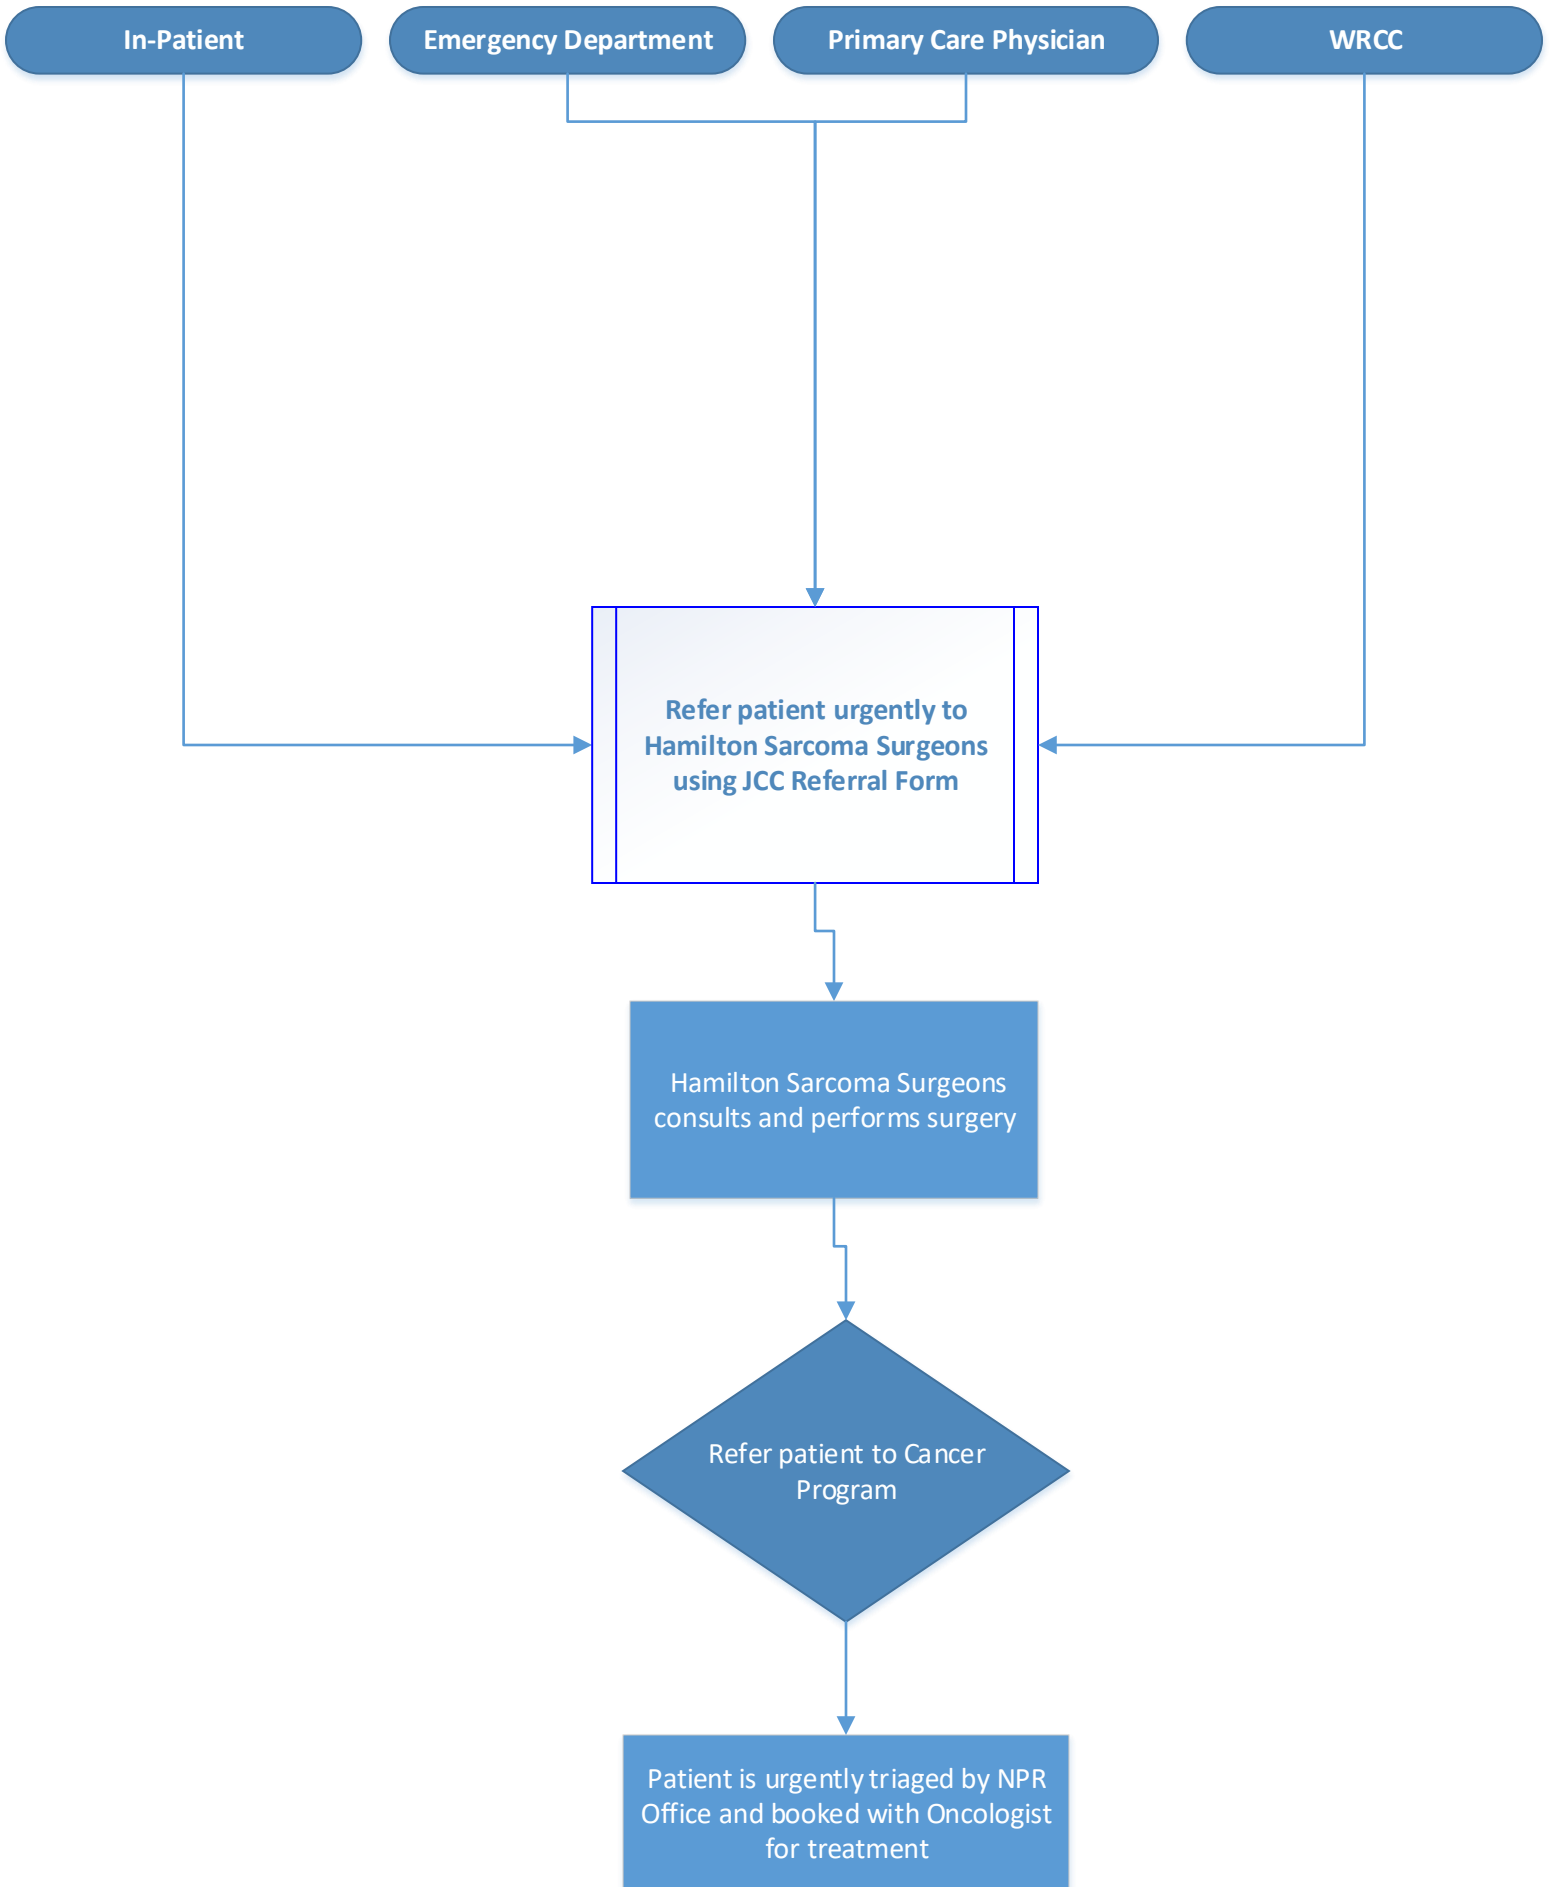 In-Patient
Emergency Department
Primary Care Physician
WRCC
Refer patient urgently to
Hamilton Sarcoma Surgeons
using JCC Referral Form
Hamilton Sarcoma Surgeons
consults and performs surgery
Refer patient to Cancer
Program
Patient is urgently triaged by NPR
Office and booked with Oncologist
for treatment